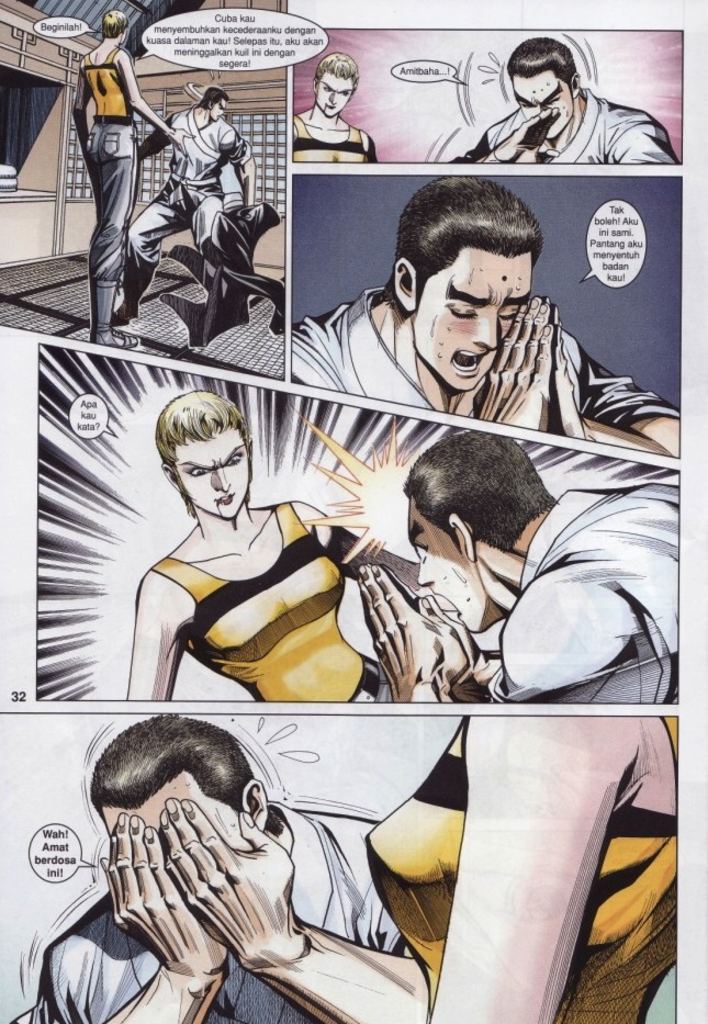 Beginilah!
Cuba kau
menyembuhkan kecederaanku dengan
kuasa dalaman kau! Selepas itu, aku akan
meninggalkan kuil ini dengan
segera!
Amitbaha...!
Tak
boleh! Aku
ini sami.
Pantang aku
menyentuh
badan
kau!
Apa
kau
kata?
32
Wah!
Amat
berdosa
ini!